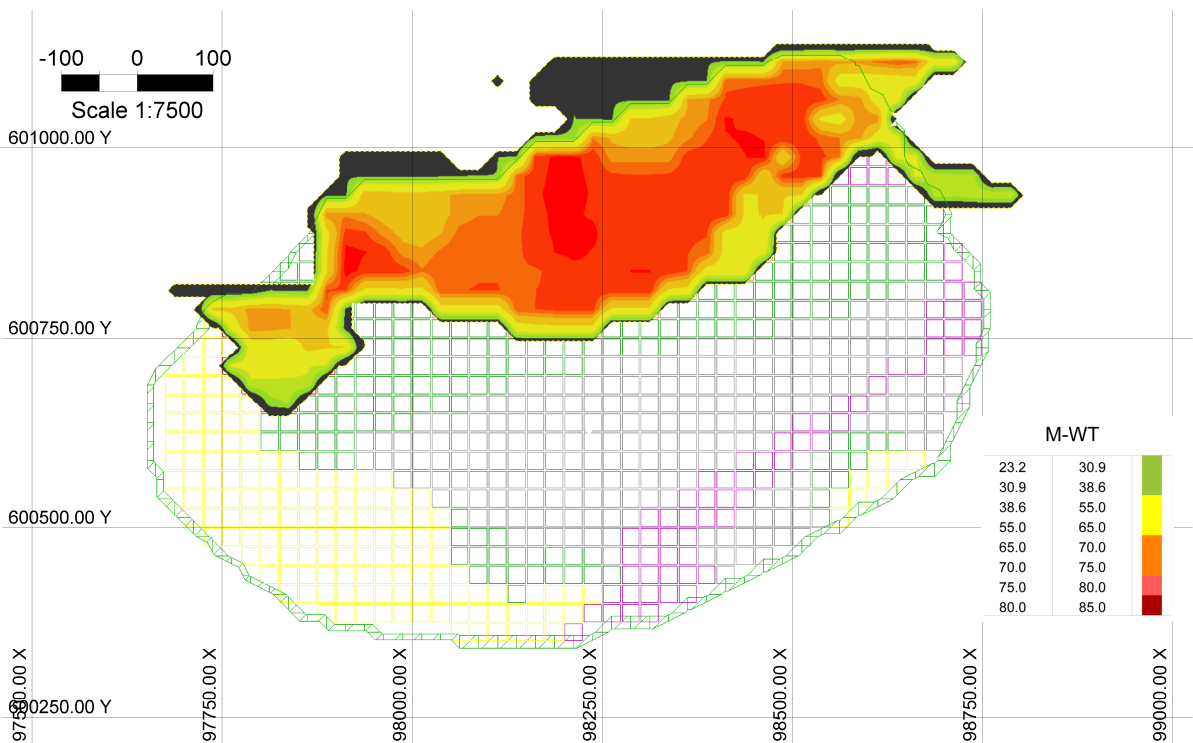 -100 0 100
Scale 1:7500
601000.00 Y
600750.00 Y
600500.00 Y
600250.00 Y
97500.00 X
97750.00 X
98000.00 X
98250.00 X
98500.00 X
98750.00 X
99000.00 X
M-WT
23.2 30.9
30.9 38.6
38.6 55.0
55.0 65.0
65.0 70.0
70.0 75.0
75.0 80.0
80.0 85.0